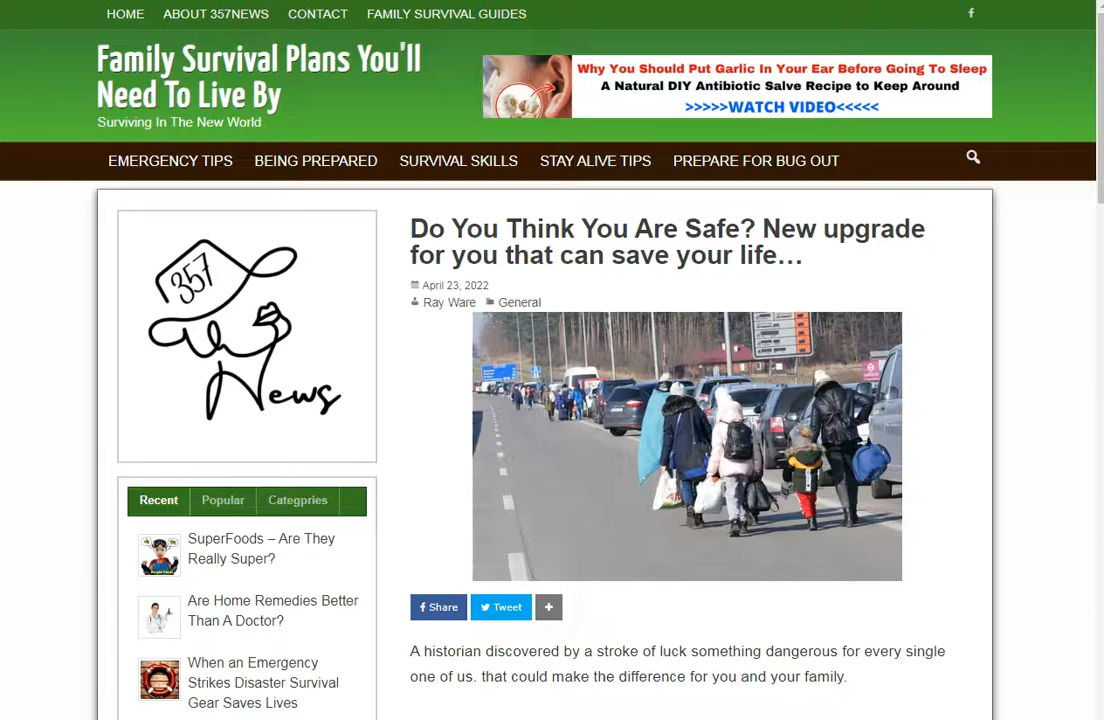 HOME ABOUT 357NEWS CONTACT FAMILY SURVIVAL GUIDES
Family Survival Plans You'll
Need To Live By
Surviving In The New World
Why You Should Put Garlic In Your Ear Before Going To Sleep
A Natural DIY Antibiotic Salve Recipe to Keep Around
>>>>>WATCH VIDEO<<<<<
EMERGENCY TIPS BEING PREPARED SURVIVAL SKILLS STAY ALIVE TIPS PREPARE FOR BUG OUT
357
The
News
Recent Popular Categpries
SuperFoods – Are They
Really Super?
Are Home Remedies Better
Than A Doctor?
When an Emergency
Strikes Disaster Survival
Gear Saves Lives
Do You Think You Are Safe? New upgrade
for you that can save your life…
April 23, 2022
Ray Ware General
Share Tweet
A historian discovered by a stroke of luck something dangerous for every single
one of us. that could make the difference for you and your family.